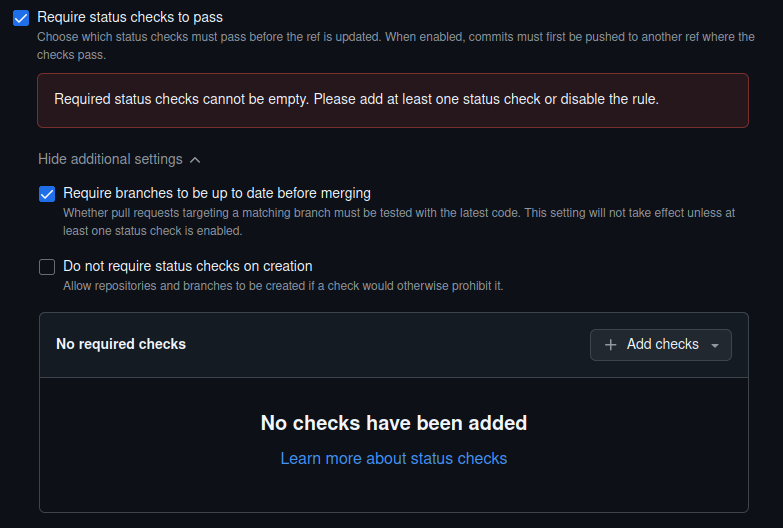 Require status checks to pass
Choose which status checks must pass before the ref is updated. When enabled, commits must first be pushed to another ref where the
checks pass.
Required status checks cannot be empty. Please add at least one status check or disable the rule.
Hide additional settings
Require branches to be up to date before merging
Whether pull requests targeting a matching branch must be tested with the latest code. This setting will not take effect unless at
least one status check is enabled.
Do not require status checks on creation
Allow repositories and branches to be created if a check would otherwise prohibit it.
No required checks
Add checks
No checks have been added
Learn more about status checks